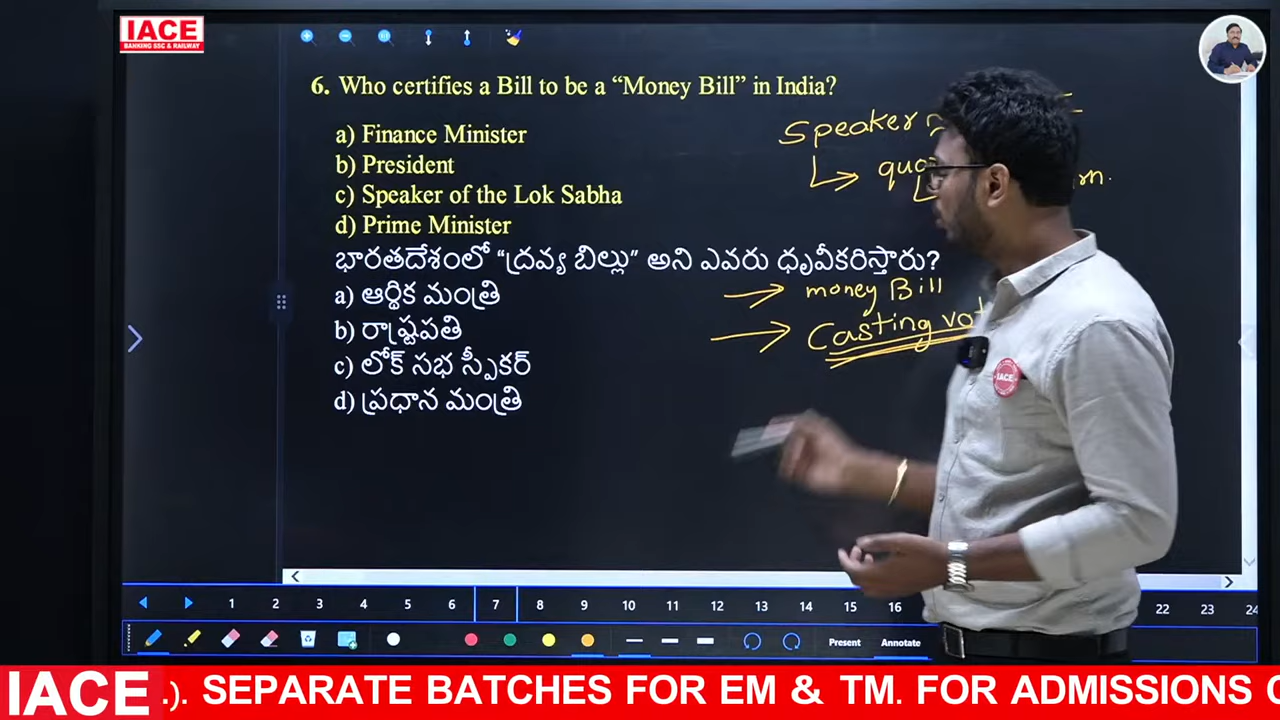 IACE
BANKING SSC & RAILWAY
6. Who certifies a Bill to be a “Money Bill” in India?
a) Finance Minister
b) President
c) Speaker of the Lok Sabha
d) Prime Minister
భారతదేశంలో “ద్రవ్య బిల్లు” అని ఎవరు ధృవీకరిస్తారు?
a) ఆర్థిక మంత్రి
b) రాష్ట్రపతి
c) లోక్ సభ స్పీకర్
d) ప్రధాన మంత్రి
Speaker
money Bill
Casting
IACE
1 2 3 4 5 6 7 8 9 10 11 12 13 14 15 16 22 23 24
Present Annotate
IACE .). SEPARATE BATCHES FOR EM & TM. FOR ADMISSIONS